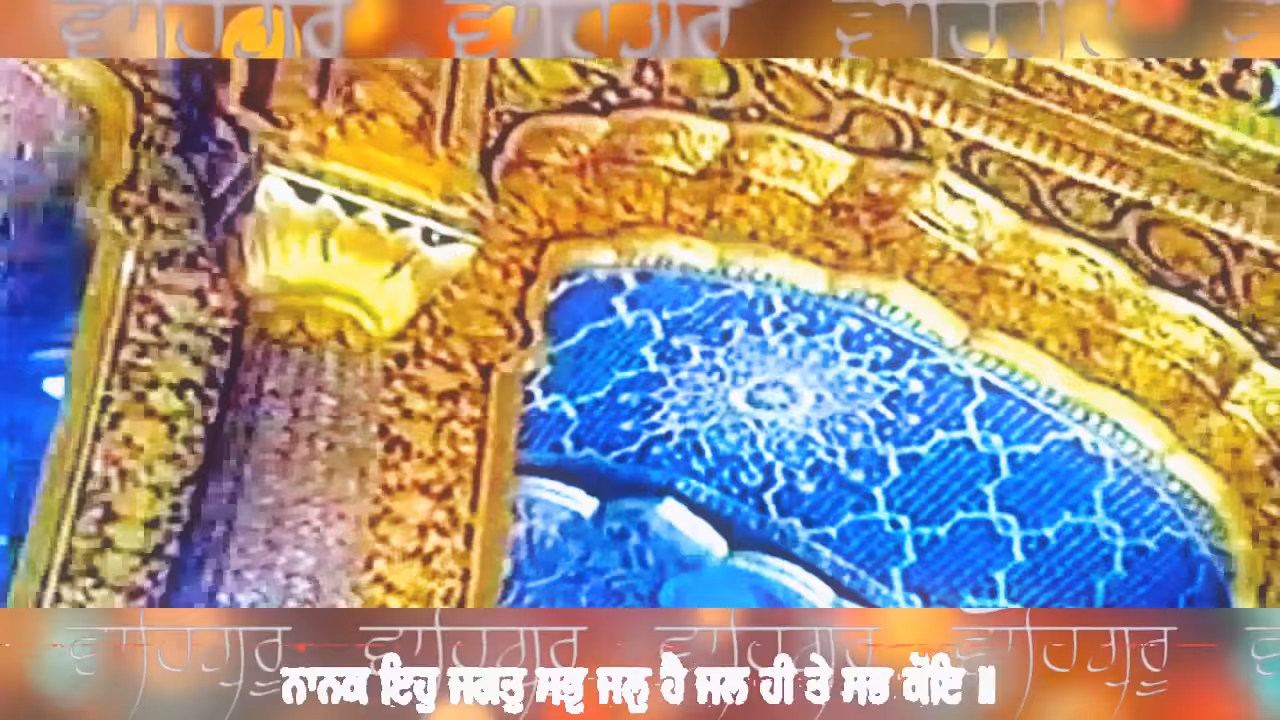 ਵਾਹਿਗੁਰੂ ਵਾਹਿਗੁਰੂ ਵਾਹਿਗੁਰੂ
ਵਾਹਿਗੁਰੂ ਵਾਹਿਗੁਰੂ ਵਾਹਿਗੁਰੂ ਵਾਹਿਗੁਰੂ
ਨਾਨਕ ਇਹੁ ਜਗਤੁ ਸਭੁ ਜਲੁ ਹੈ ਜਲ ਹੀ ਤੇ ਸਭ ਕੋਇ ॥